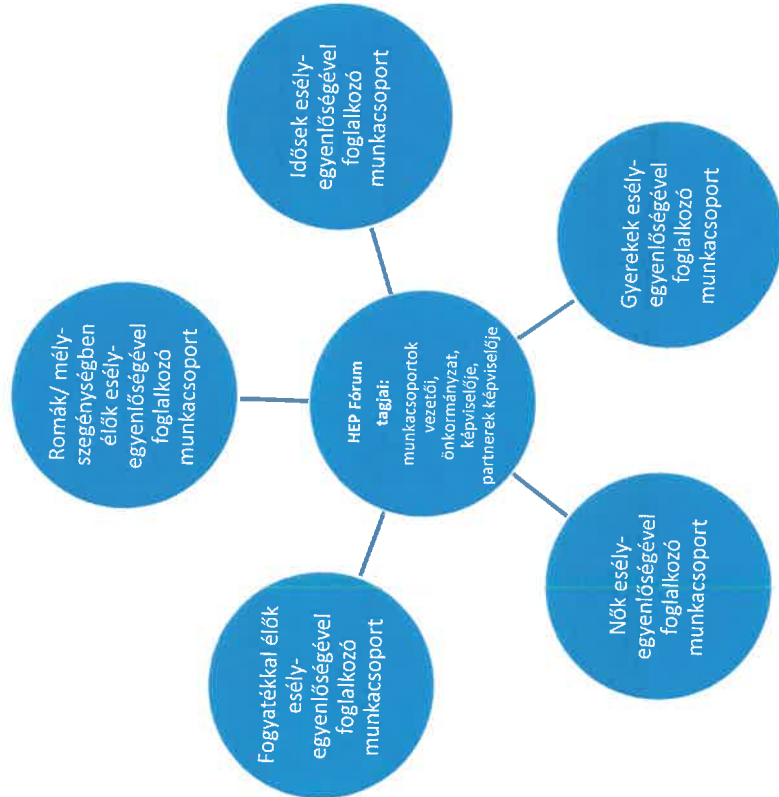 Romák/ mély-
szegénységben
élők esély-
egyenlőségével
foglalkozó
munkacsoport
Fogyatékkal élők
esély-
egyenlőségével
foglalkozó
munkacsoport
Idősek esély-
egyenlőségével
foglalkozó
munkacsoport
HEP Fórum
tagjai:
munkacsoportok
vezetői,
önkormányzat,
képviselője,
partnerek képviselője
Nők esély-
egyenlőségével
foglalkozó
munkacsoport
Gyerekek esély-
egyenlőségével
foglalkozó
munkacsoport